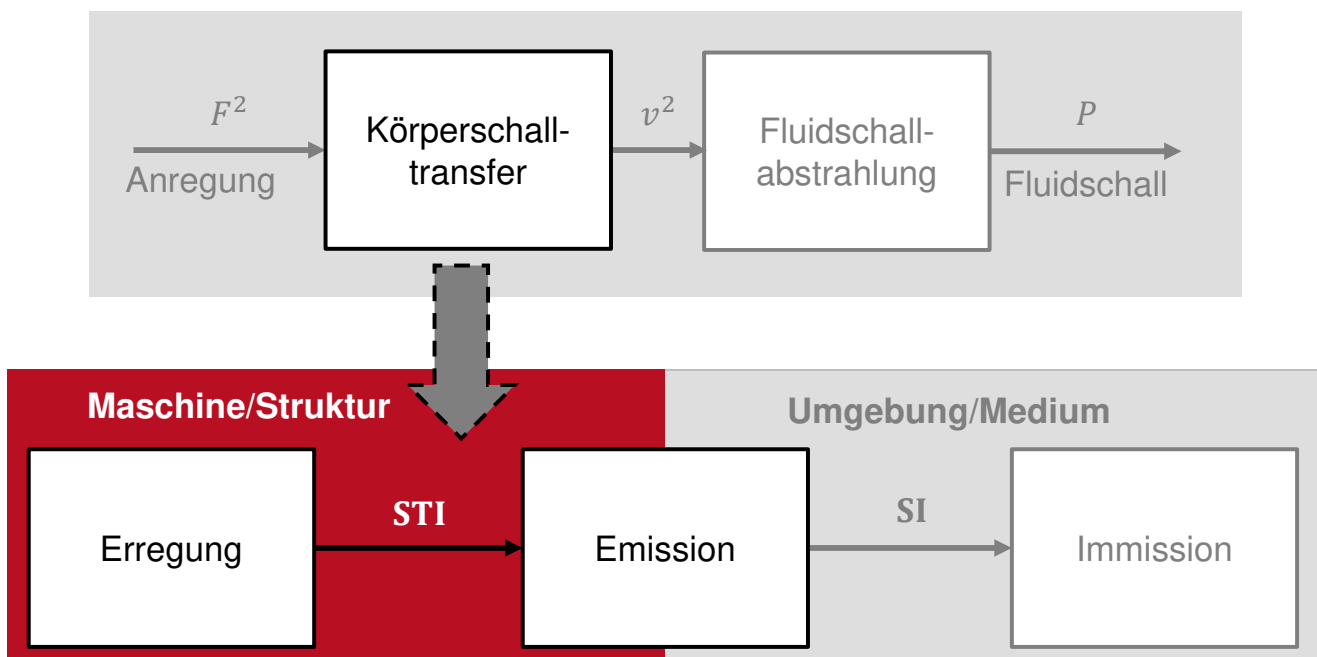 F²
Anregung
Körperschall-
transfer
v²
Fluidschall-
abstrahlung
P
Fluidschall
Maschine/Struktur
Umgebung/Medium
Erregung
STI
Emission
SI
Immission